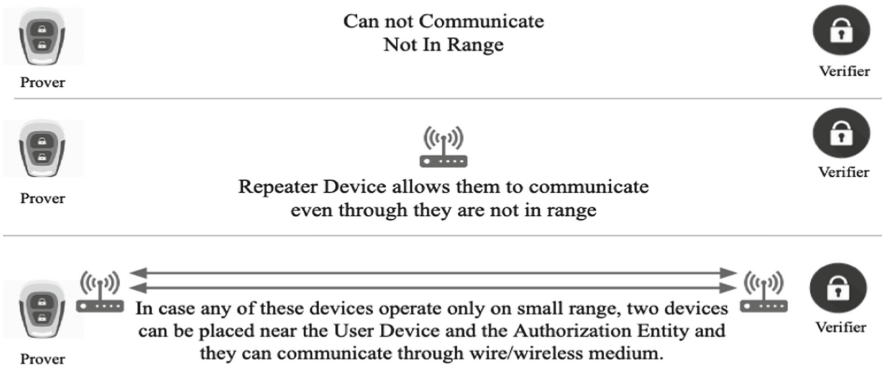 Can not Communicate
Not In Range
Prover
Verifier
Repeater Device allows them to communicate
even through they are not in range
Prover
Verifier
In case any of these devices operate only on small range, two devices
can be placed near the User Device and the Authorization Entity and
they can communicate through wire/wireless medium.
Prover
Verifier